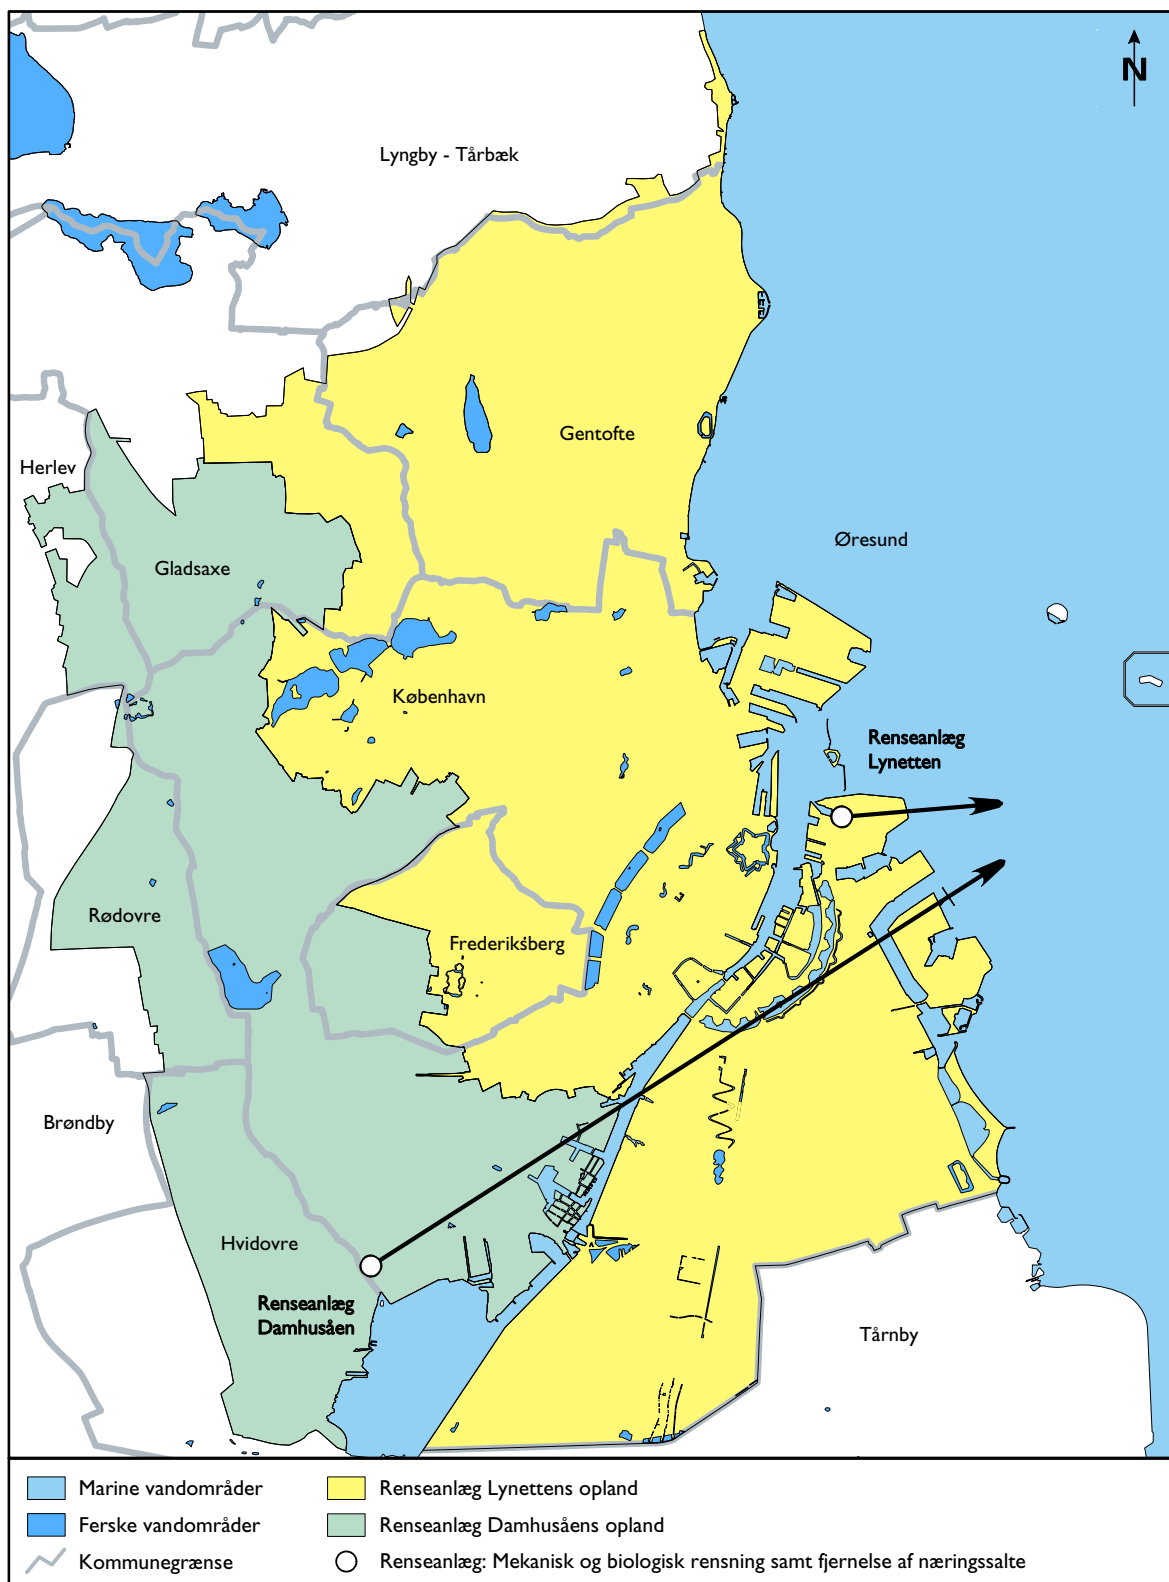 N
Lyngby - Tårbæk
Gentofte
Herlev
Øresund
Gladsaxe
København
Renseanlæg
Lynetten
Rødovre
Frederiksberg
Brøndby
Hvidovre
Renseanlæg
Damhusåen
Tårnby
Marine vandområder
Ferske vandområder
Kommunegrænse
Renseanlæg Lynettens opland
Renseanlæg Damhusåens opland
Renseanlæg: Mekanisk og biologisk rensning samt fjernelse af næringssalte